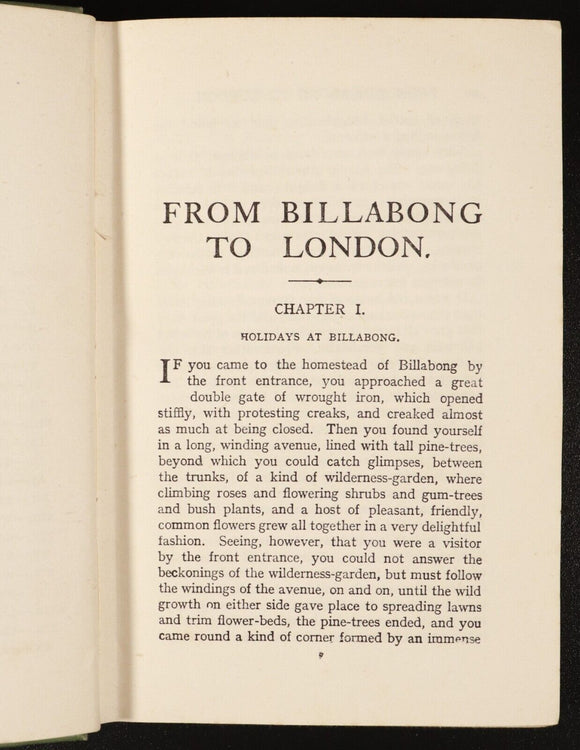 FROM BILLABONG
TO LONDON.
CHAPTER I.
HOLIDAYS AT BILLABONG.
IF you came to the homestead of Billabong by
the front entrance, you approached a great
double gate of wrought iron, which opened
stiffly, with protesting creaks, and creaked almost
as much at being closed. Then you found yourself
in a long, winding avenue, lined with tall pine-trees,
beyond which you could catch glimpses, between
the trunks, of a kind of wilderness-garden, where
climbing roses and flowering shrubs and gum-trees
and bush plants, and a host of pleasant, friendly,
common flowers grew all together in a very delightful
fashion. Seeing, however, that you were a visitor
by the front entrance, you could not answer the
beckonings of the wilderness-garden, but must follow
the windings of the avenue, on and on, until the wild
growth on either side gave place to spreading lawns
and trim flower-beds, the pine-trees ended, and you
came round a kind of corner formed by an immense